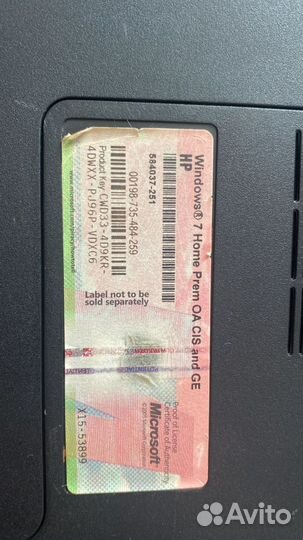 Windows® 7 Home Prem OA CIS and GE
HP
584037-251
00198-735-484-259
Product Key: CWD33-4D9KR-
4DWXX-PJ96P-VDXC6
Label not to be
sold separately
X15-53899
Proof of License
Certificate of Authenticity
Microsoft
Avito